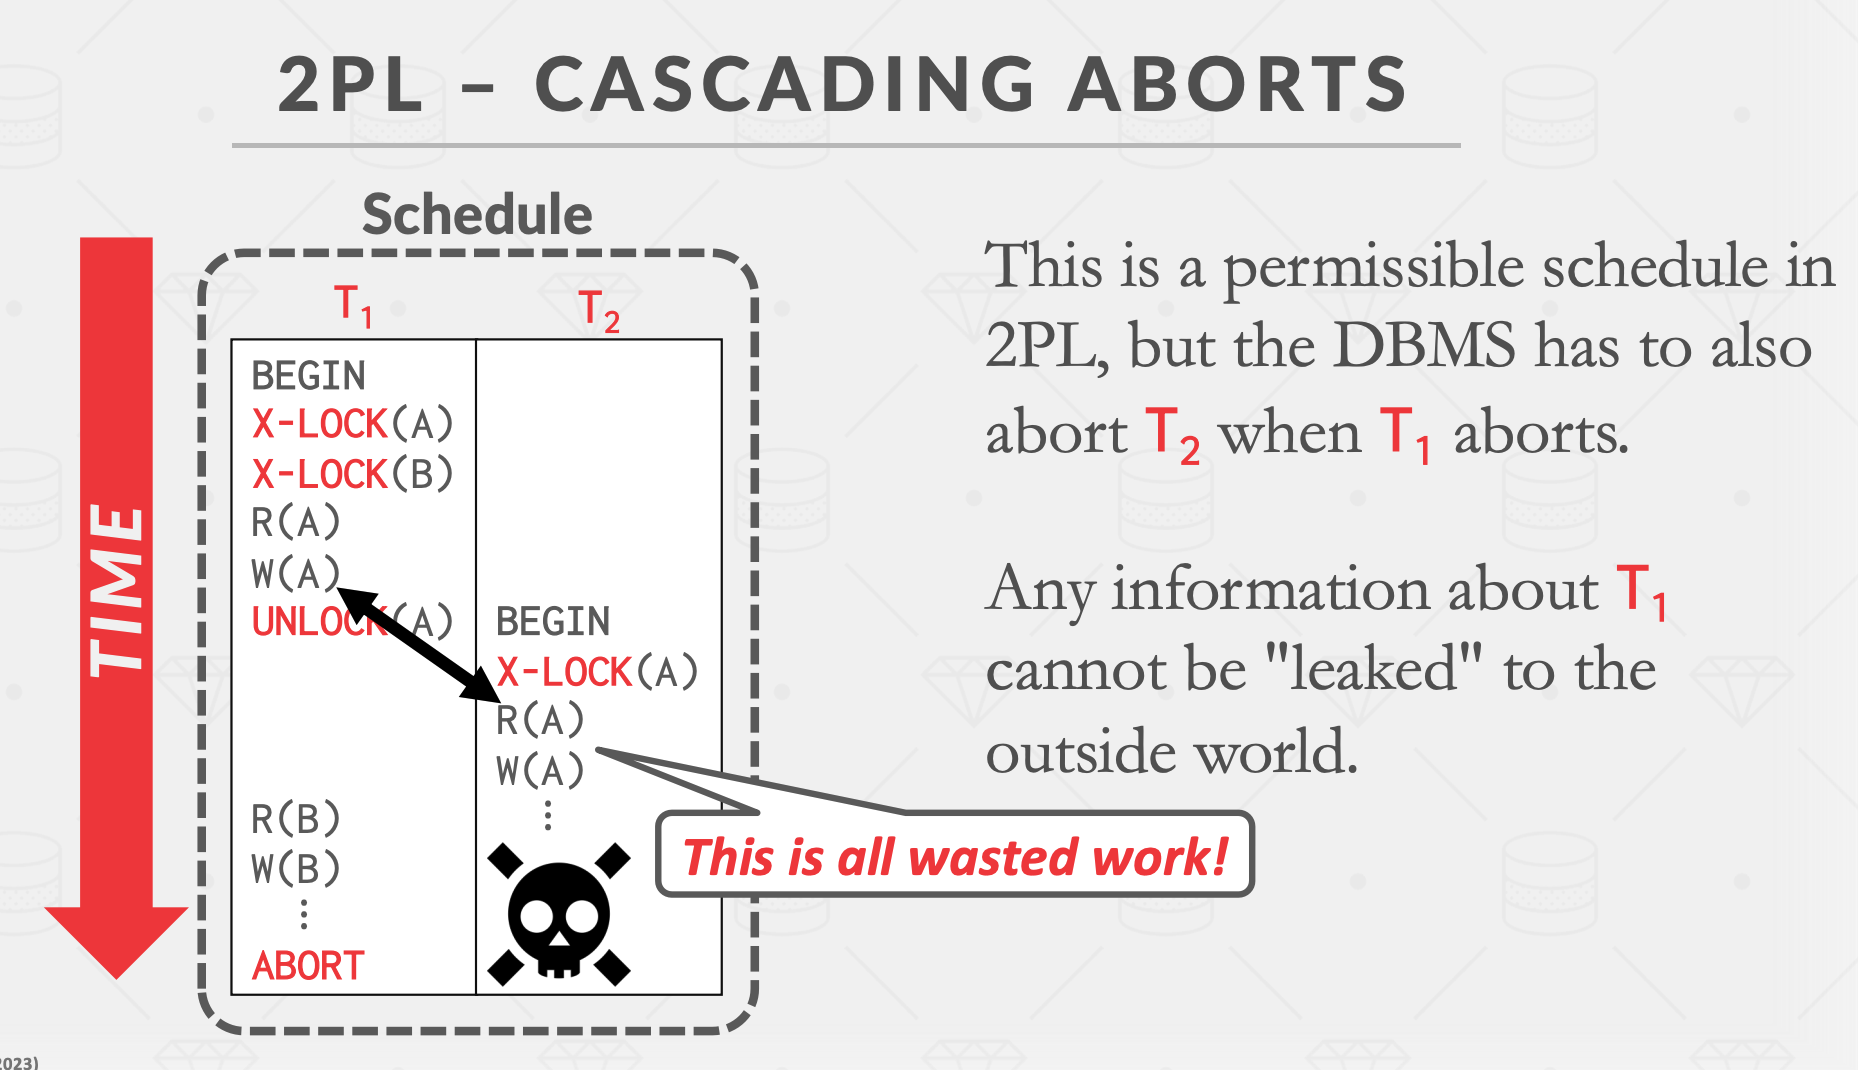 2PL – CASCADING ABORTS
Schedule
TIME
T1
T2
BEGIN
X-LOCK(A)
X-LOCK(B)
R(A)
W(A)
UNLOCK(A)
R(B)
W(B)
⋮
ABORT
BEGIN
X-LOCK(A)
R(A)
W(A)
⋮
This is all wasted work!
This is a permissible schedule in
2PL, but the DBMS has to also
abort T2 when T1 aborts.
Any information about T1
cannot be "leaked" to the
outside world.
2023)